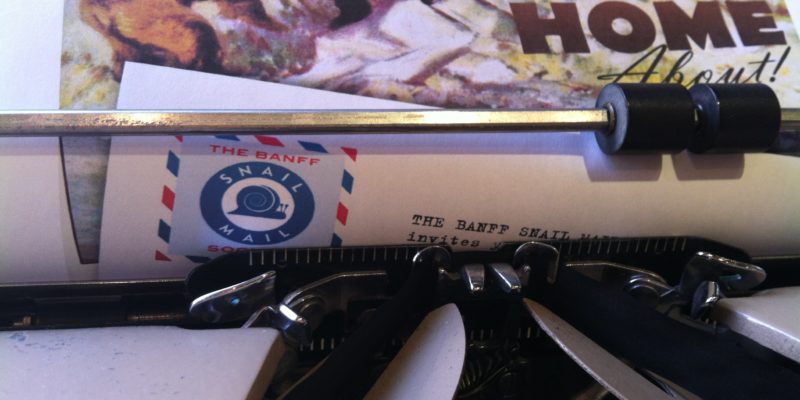 HOME
About!
THE BANFF
SNAIL
MAIL
THE BANFF SNAIL
invites